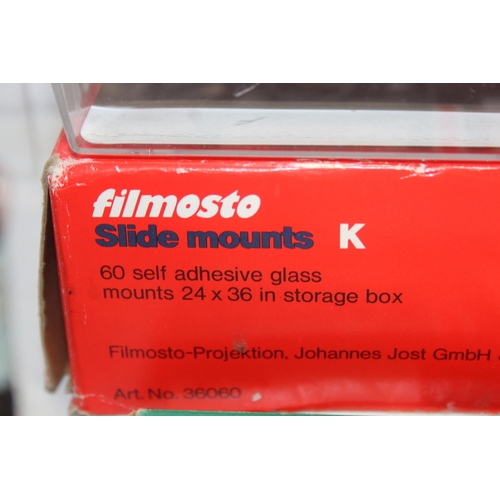 filmosto
Slide mounts K
60 self adhesive glass
mounts 24 x 36 in storage box
Filmosto-Projektion, Johannes Jost GmbH
Art. No. 36060